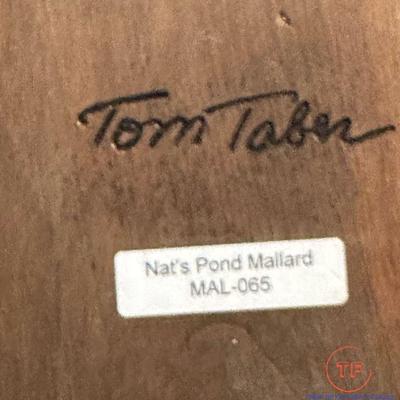 Tom Taber
Nat's Pond Mallard
MAL-065
TF